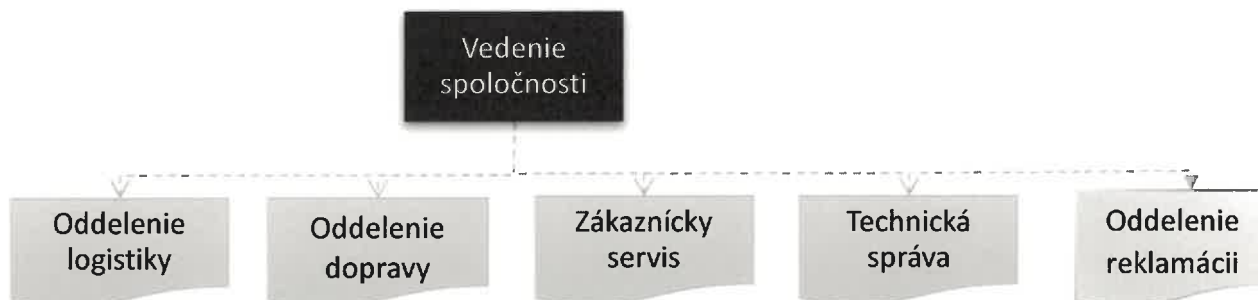 Vedenie
spoločnosti
Oddelenie
logistiky
Oddelenie
dopravy
Zákaznícky
servis
Technická
správa
Oddelenie
reklamácii